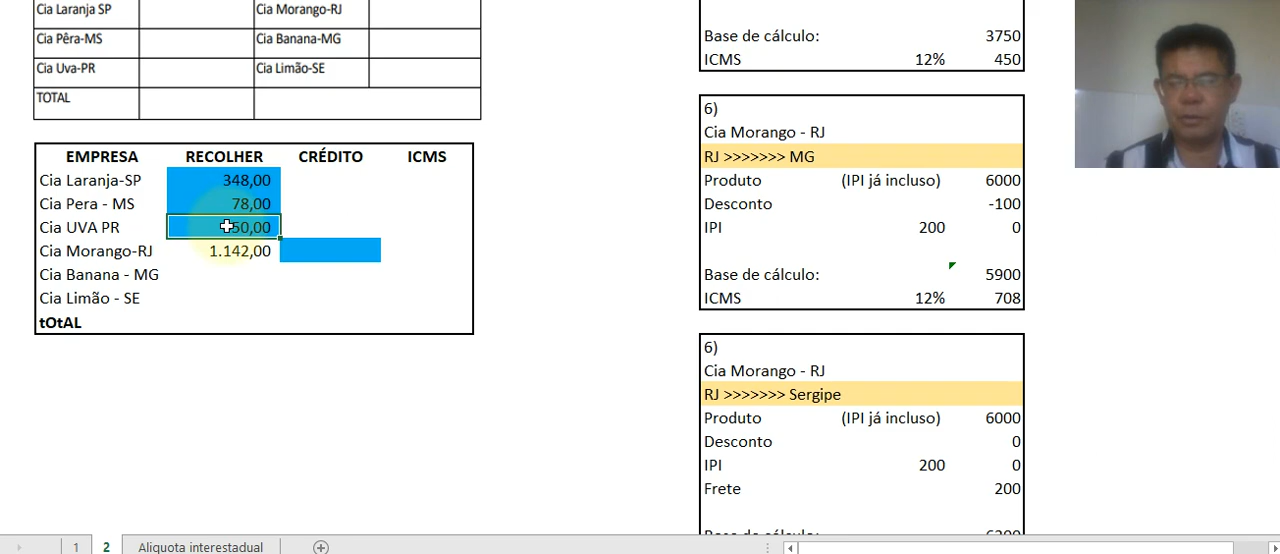 Cia Laranja SP Cia Morango-RJ
Cia Pêra-MS Cia Banana-MG
Cia Uva-PR Cia Limão-SE
TOTAL
EMPRESA RECOLHER CRÉDITO ICMS
Cia Laranja-SP 348,00
Cia Pera - MS 78,00
Cia UVA PR 50,00
Cia Morango-RJ 1.142,00
Cia Banana - MG
Cia Limão - SE
tOtAL
Base de cálculo: 3750
ICMS 12% 450
6)
Cia Morango - RJ
RJ >>>>>>> MG
Produto (IPI já incluso) 6000
Desconto -100
IPI 200 0
Base de cálculo: 5900
ICMS 12% 708
6)
Cia Morango - RJ
RJ >>>>>>> Sergipe
Produto (IPI já incluso) 6000
Desconto 0
IPI 200 0
Frete 200
1 2 Aliquota interestadual